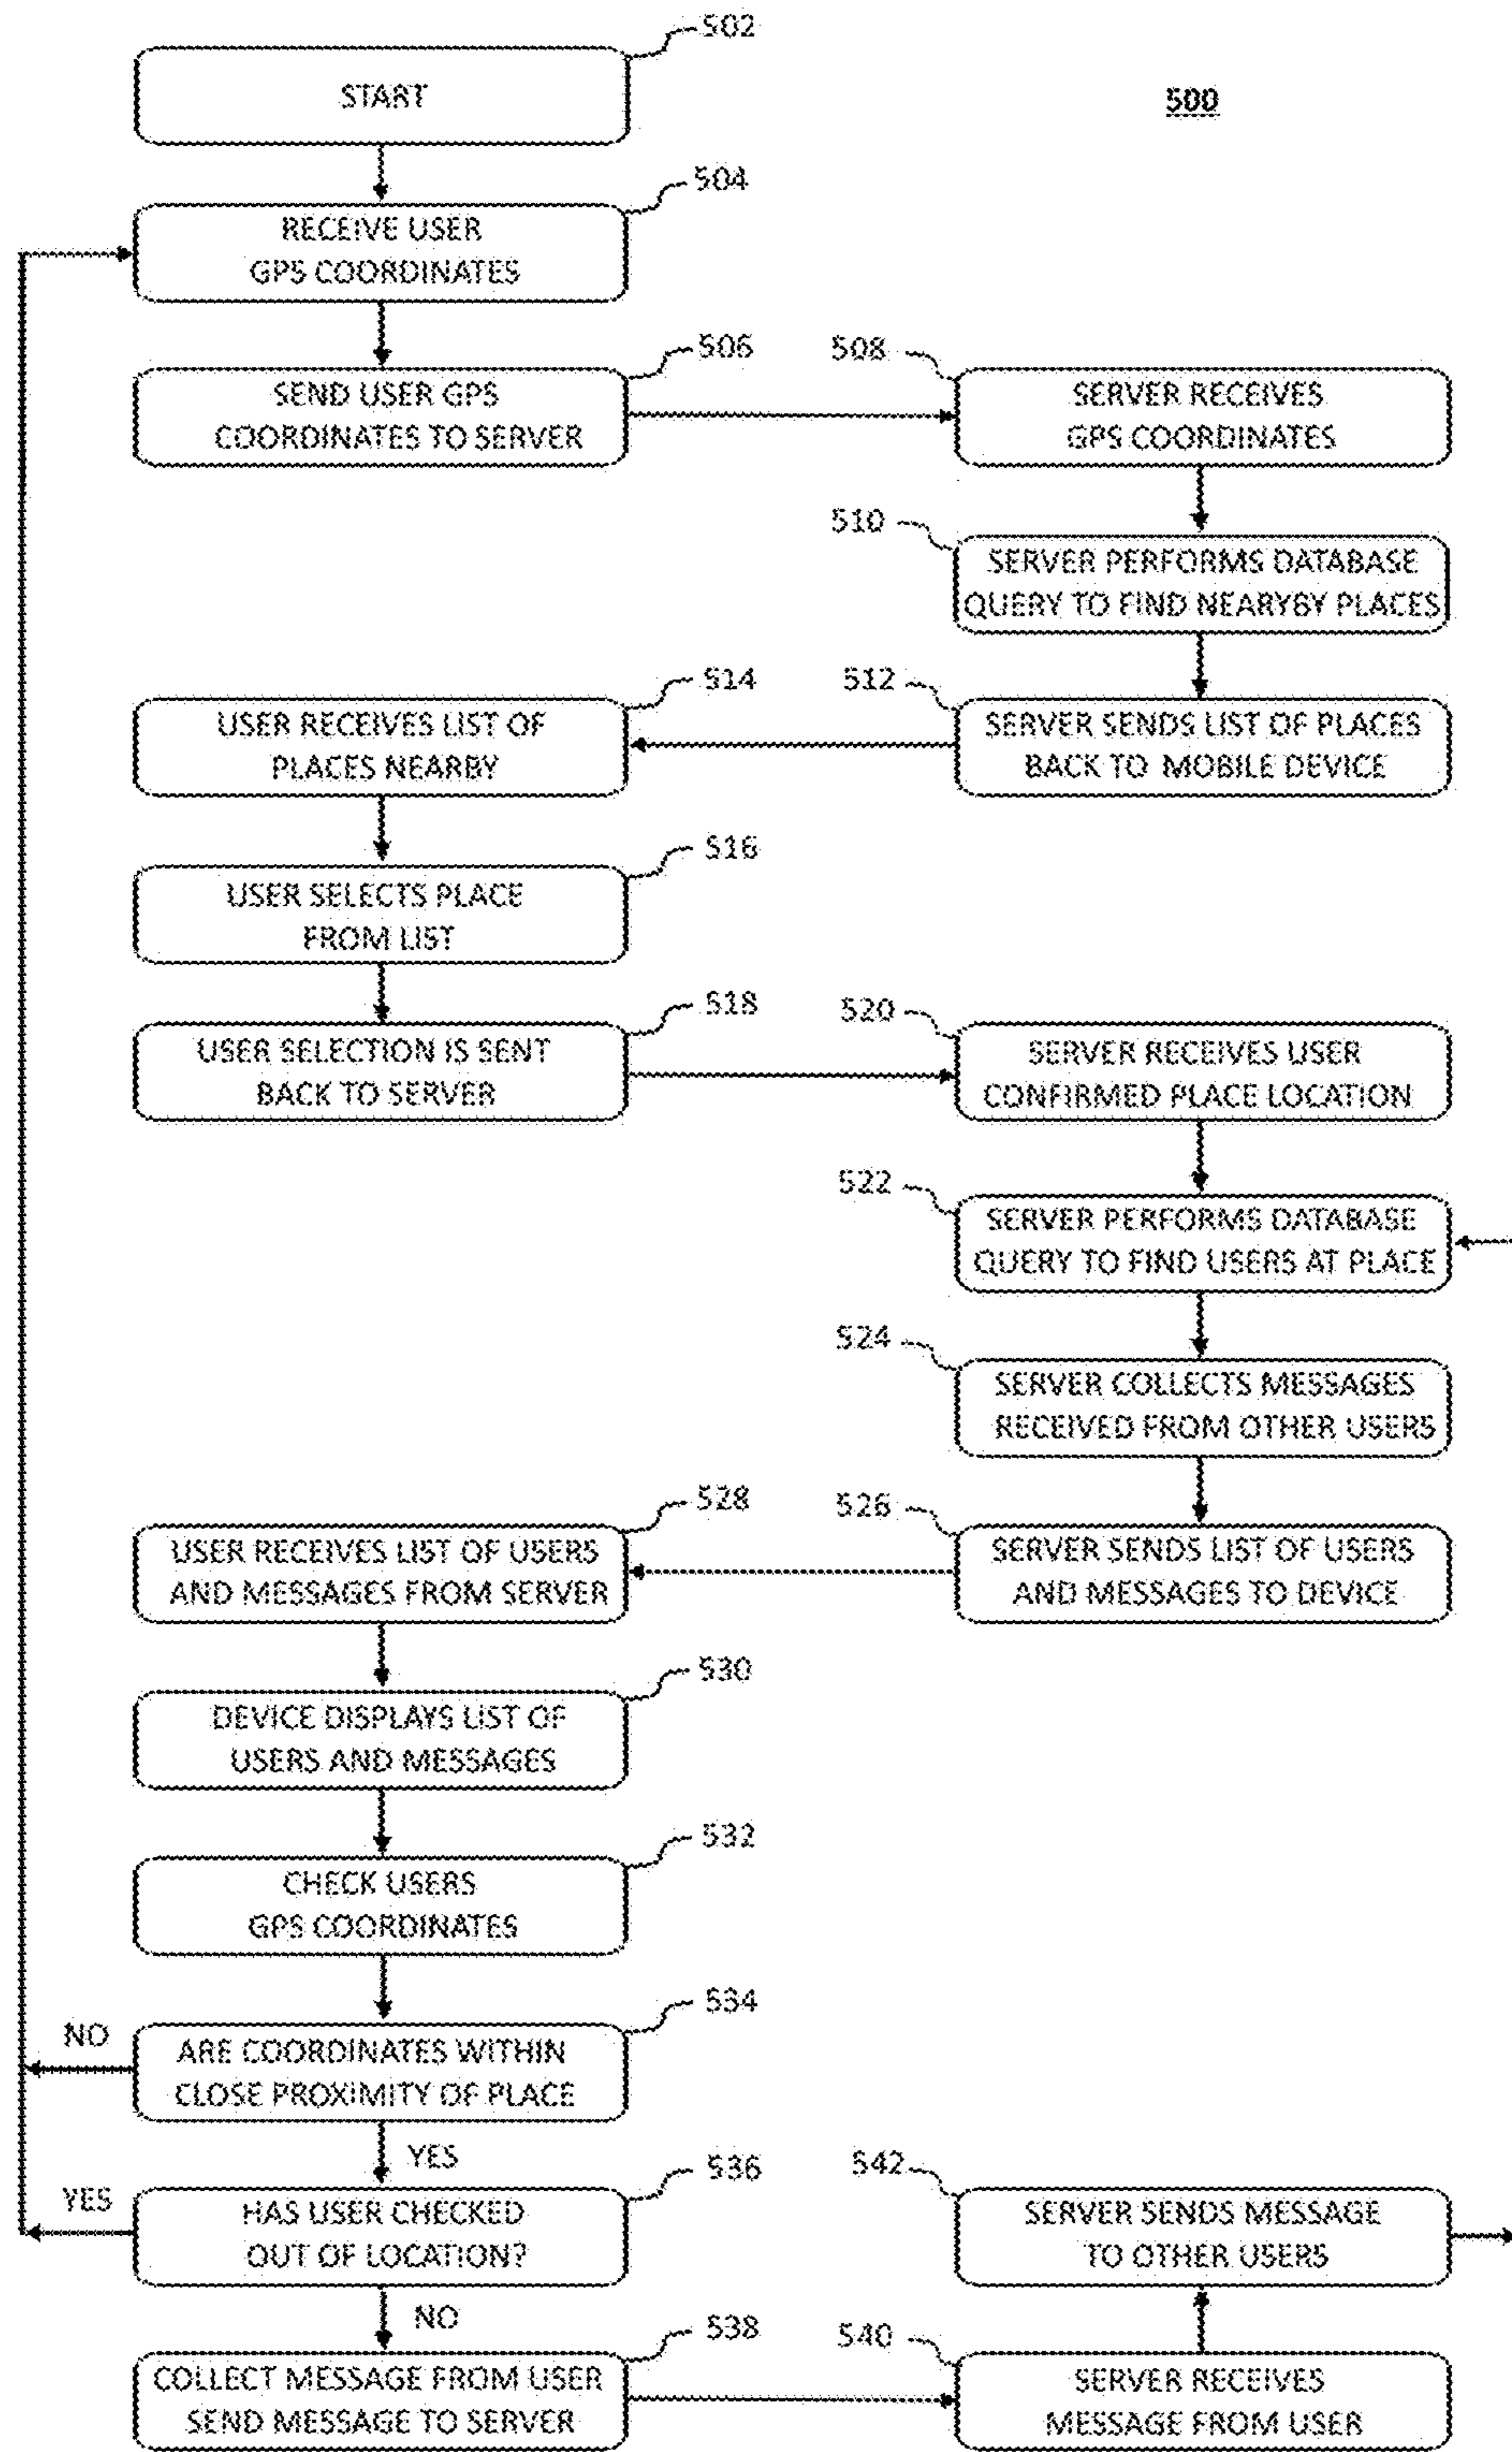 502
START
500
504
RECEIVE USER
GPS COORDINATES
506
SEND USER GPS
COORDINATES TO SERVER
508
SERVER RECEIVES
GPS COORDINATES
510
SERVER PERFORMS DATABASE
QUERY TO FIND NEARYBY PLACES
512
SERVER SENDS LIST OF PLACES
BACK TO MOBILE DEVICE
514
USER RECEIVES LIST OF
PLACES NEARBY
516
USER SELECTS PLACE
FROM LIST
518
USER SELECTION IS SENT
BACK TO SERVER
520
SERVER RECEIVES USER
CONFIRMED PLACE LOCATION
522
SERVER PERFORMS DATABASE
QUERY TO FIND USERS AT PLACE
524
SERVER COLLECTS MESSAGES
RECEIVED FROM OTHER USERS
526
SERVER SENDS LIST OF USERS
AND MESSAGES TO DEVICE
528
USER RECEIVES LIST OF USERS
AND MESSAGES FROM SERVER
530
DEVICE DISPLAYS LIST OF
USERS AND MESSAGES
532
CHECK USERS
GPS COORDINATES
534
NO
ARE COORDINATES WITHIN
CLOSE PROXIMITY OF PLACE
YES
536
YES
HAS USER CHECKED
OUT OF LOCATION?
NO
538
COLLECT MESSAGE FROM USER
SEND MESSAGE TO SERVER
540
SERVER RECEIVES
MESSAGE FROM USER
542
SERVER SENDS MESSAGE
TO OTHER USERS